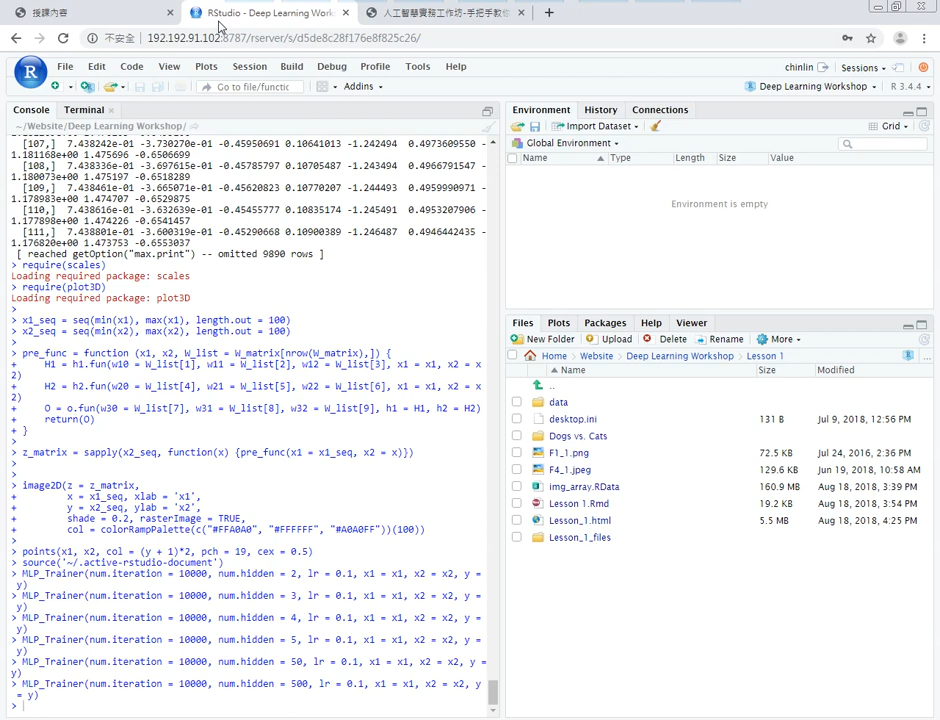 授課內容
RStudio - Deep Learning Work
人工智慧實務工作坊-手把手教你
不安全
192.192.91.102:8787/rserver/s/d5de8c28f176e8f825c26/
File Edit Code View Plots Session Build Debug Profile Tools Help
chinlin Sessions
Go to file/functic Addins
Deep Learning Workshop R 3.4.4
Console Terminal
~/Website/Deep Learning Workshop/
[107,] 7.438242e-01 -3.730270e-01 -0.45950691 0.10641013 -1.242494 0.4973609550 -
1.181168e+00 1.475696 -0.6506699
[108,] 7.438336e-01 -3.697615e-01 -0.45785797 0.10705487 -1.243494 0.4966791547 -
1.180073e+00 1.475197 -0.6518289
[109,] 7.438461e-01 -3.665071e-01 -0.45620823 0.10770207 -1.244493 0.4959990971 -
1.178983e+00 1.474707 -0.6529875
[110,] 7.438616e-01 -3.632639e-01 -0.45455777 0.10835174 -1.245491 0.4953207906 -
1.177898e+00 1.474226 -0.6541457
[111,] 7.438801e-01 -3.600319e-01 -0.45290668 0.10900389 -1.246487 0.4946442435 -
1.176820e+00 1.473753 -0.6553037
[ reached getOption("max.print") -- omitted 9890 rows ]
> require(scales)
Loading required package: scales
> require(plot3D)
Loading required package: plot3D
>
> x1_seq = seq(min(x1), max(x1), length.out = 100)
> x2_seq = seq(min(x2), max(x2), length.out = 100)
>
> pre_func = function (x1, x2, W_list = W_matrix[nrow(W_matrix),]) {
+ H1 = h1.fun(w10 = W_list[1], w11 = W_list[2], w12 = W_list[3], x1 = x1, x2 = x
2)
+ H2 = h2.fun(w20 = W_list[4], w21 = W_list[5], w22 = W_list[6], x1 = x1, x2 = x
2)
+ O = o.fun(w30 = W_list[7], w31 = W_list[8], w32 = W_list[9], h1 = H1, h2 = H2)
+ return(O)
+ }
>
> z_matrix = sapply(x2_seq, function(x) {pre_func(x1 = x1_seq, x2 = x)})
>
>
> image2D(z = z_matrix,
+ x = x1_seq, xlab = 'x1',
+ y = x2_seq, ylab = 'x2',
+ shade = 0.2, rasterImage = TRUE,
+ col = colorRampPalette(c("#FFA0A0", "#FFFFFF", "#A0A0FF"))(100))
>
> points(x1, x2, col = (y + 1)*2, pch = 19, cex = 0.5)
> source('~/.active-rstudio-document')
> MLP_Trainer(num.iteration = 10000, num.hidden = 2, lr = 0.1, x1 = x1, x2 = x2, y =
y)
> MLP_Trainer(num.iteration = 10000, num.hidden = 3, lr = 0.1, x1 = x1, x2 = x2, y =
y)
> MLP_Trainer(num.iteration = 10000, num.hidden = 4, lr = 0.1, x1 = x1, x2 = x2, y =
y)
> MLP_Trainer(num.iteration = 10000, num.hidden = 5, lr = 0.1, x1 = x1, x2 = x2, y =
y)
> MLP_Trainer(num.iteration = 10000, num.hidden = 50, lr = 0.1, x1 = x1, x2 = x2, y =
y)
> MLP_Trainer(num.iteration = 10000, num.hidden = 500, lr = 0.1, x1 = x1, x2 = x2, y
= y)
>
Environment History Connections
Import Dataset Grid
Global Environment
Name Type Length Size Value
Environment is empty
Files Plots Packages Help Viewer
New Folder Upload Delete Rename More
Home Website Deep Learning Workshop Lesson 1
Name Size Modified
..
data
desktop.ini 131 B Jul 9, 2018, 12:56 PM
Dogs vs. Cats
F1_1.png 72.5 KB Jul 24, 2016, 2:36 PM
F4_1.jpeg 129.6 KB Jun 19, 2018, 10:58 AM
img_array.RData 160.9 MB Aug 18, 2018, 3:39 PM
Lesson 1.Rmd 19.2 KB Aug 18, 2018, 3:54 PM
Lesson_1.html 5.5 MB Aug 18, 2018, 4:25 PM
Lesson_1_files